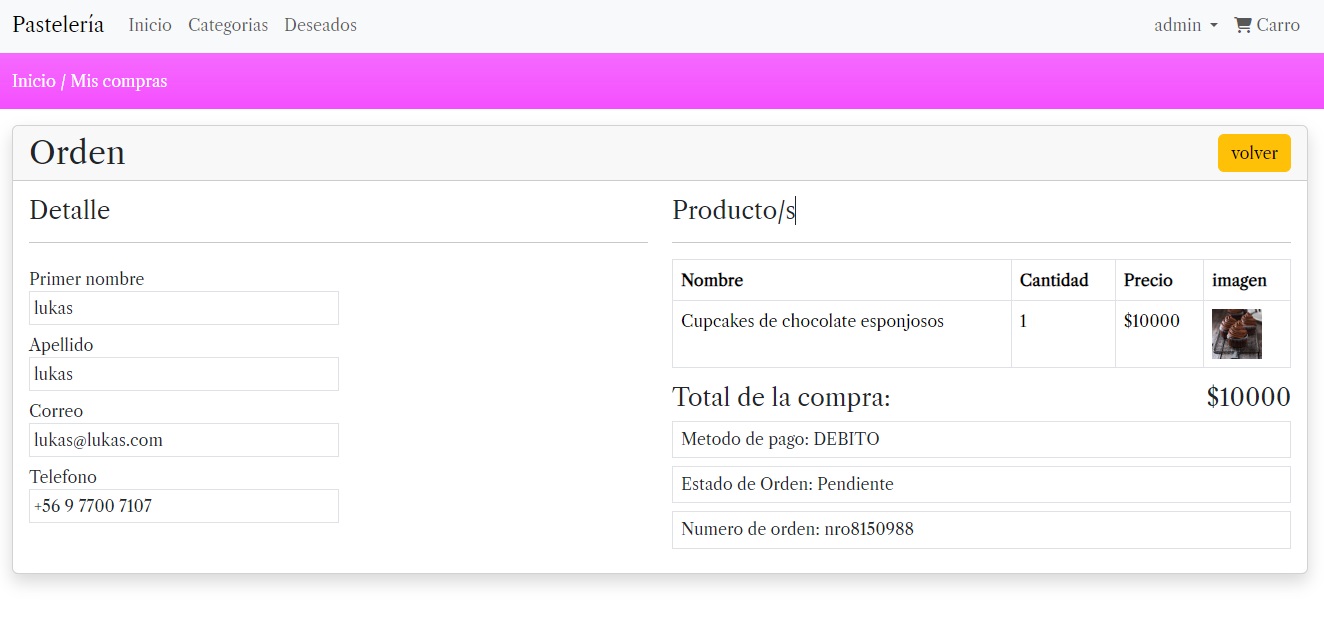 Pastelería Inicio Categorias Deseados admin Carro
Inicio / Mis compras
Orden volver
Detalle
Primer nombre
lukas
Apellido
lukas
Correo
lukas@lukas.com
Telefono
+56 9 7700 7107
Producto/s
Nombre Cantidad Precio imagen
Cupcakes de chocolate esponjosos 1 $10000
Total de la compra: $10000
Metodo de pago: DEBITO
Estado de Orden: Pendiente
Numero de orden: nro8150988